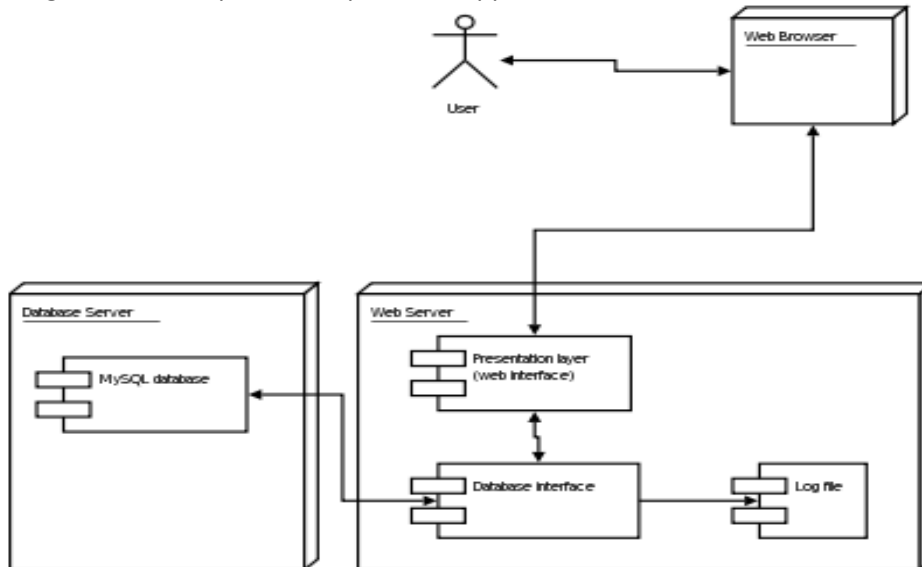 Web Browser
User
Database Server
MySQL database
Web Server
Presentation layer
(web interface)
Database Interface
Log file